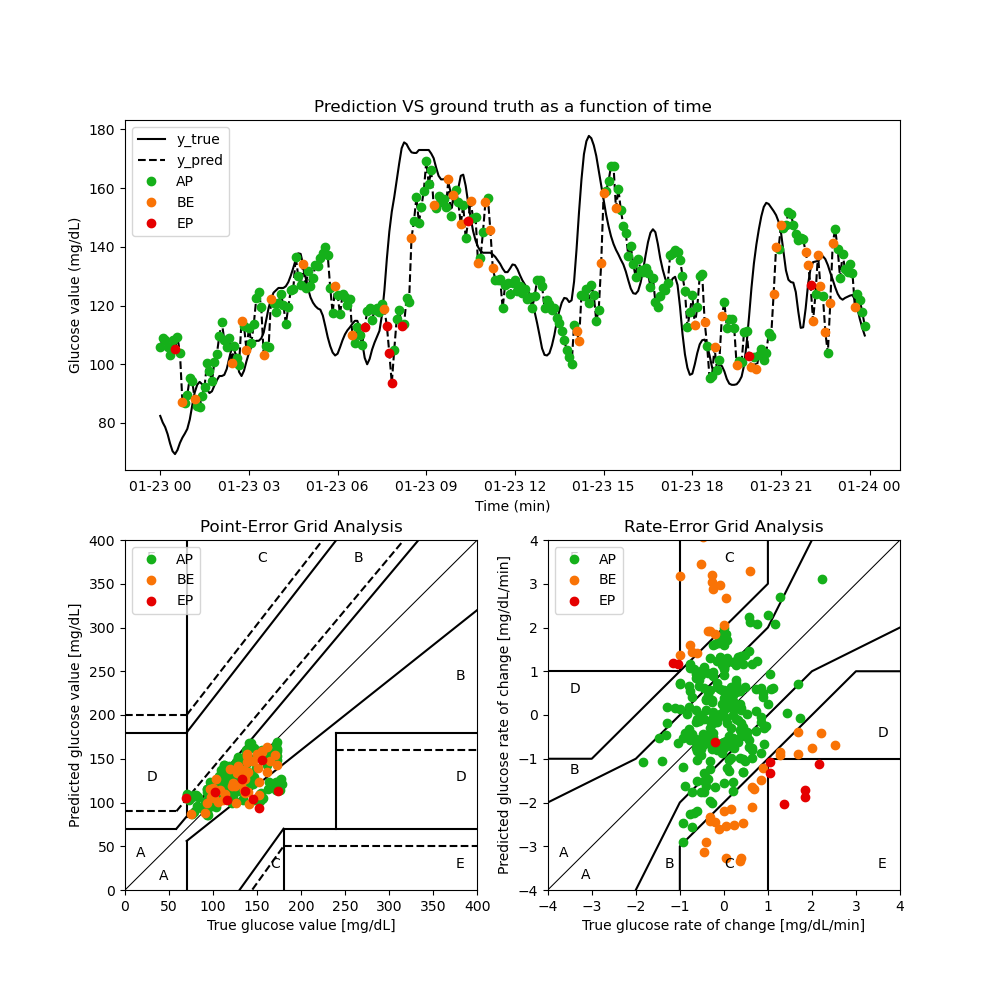 Prediction VS ground truth as a function of time
Glucose value (mg/dL)
180
160
140
120
100
80
y_true
y_pred
AP
BE
EP
01-23 00 01-23 03 01-23 06 01-23 09 01-23 12 01-23 15 01-23 18 01-23 21 01-24 00
Time (min)
Point-Error Grid Analysis
Predicted glucose value [mg/dL]
400
350
300
250
200
150
100
50
0
AP
BE
EP
C
B
B
D
D
A
A
C
E
0 50 100 150 200 250 300 350 400
True glucose value [mg/dL]
Rate-Error Grid Analysis
Predicted glucose rate of change [mg/dL/min]
4
3
2
1
0
−1
−2
−3
−4
AP
BE
EP
C
D
D
B
A
A
B
C
E
−4 −3 −2 −1 0 1 2 3 4
True glucose rate of change [mg/dL/min]